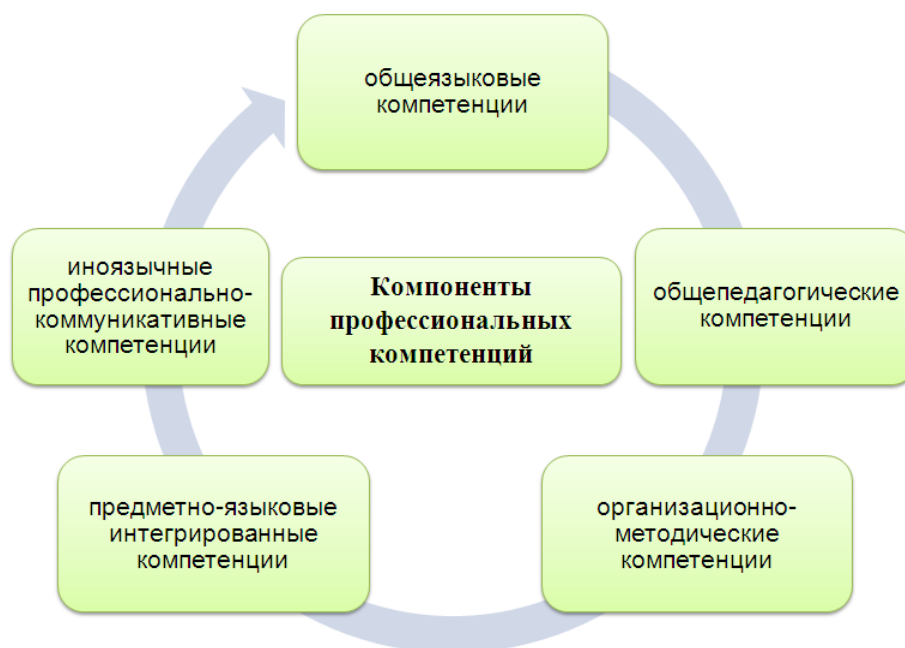 общеязыковые
компетенции
иноязычные
профессионально-
коммуникативные
компетенции
Компоненты
профессиональных
компетенций
общепедагогические
компетенции
предметно-языковые
интегрированные
компетенции
организационно-
методические
компетенции